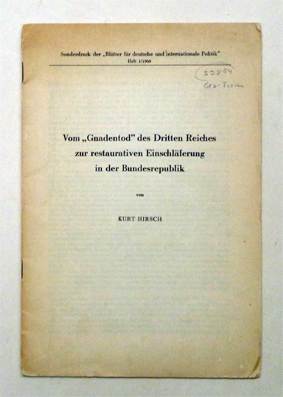 Sonderdruck der „Blätter für deutsche und internationale Politik"
Heft 1/1960
Vom „Gnadentod" des Dritten Reiches
zur restaurativen Einschläferung
in der Bundesrepublik
von
KURT HIRSCH